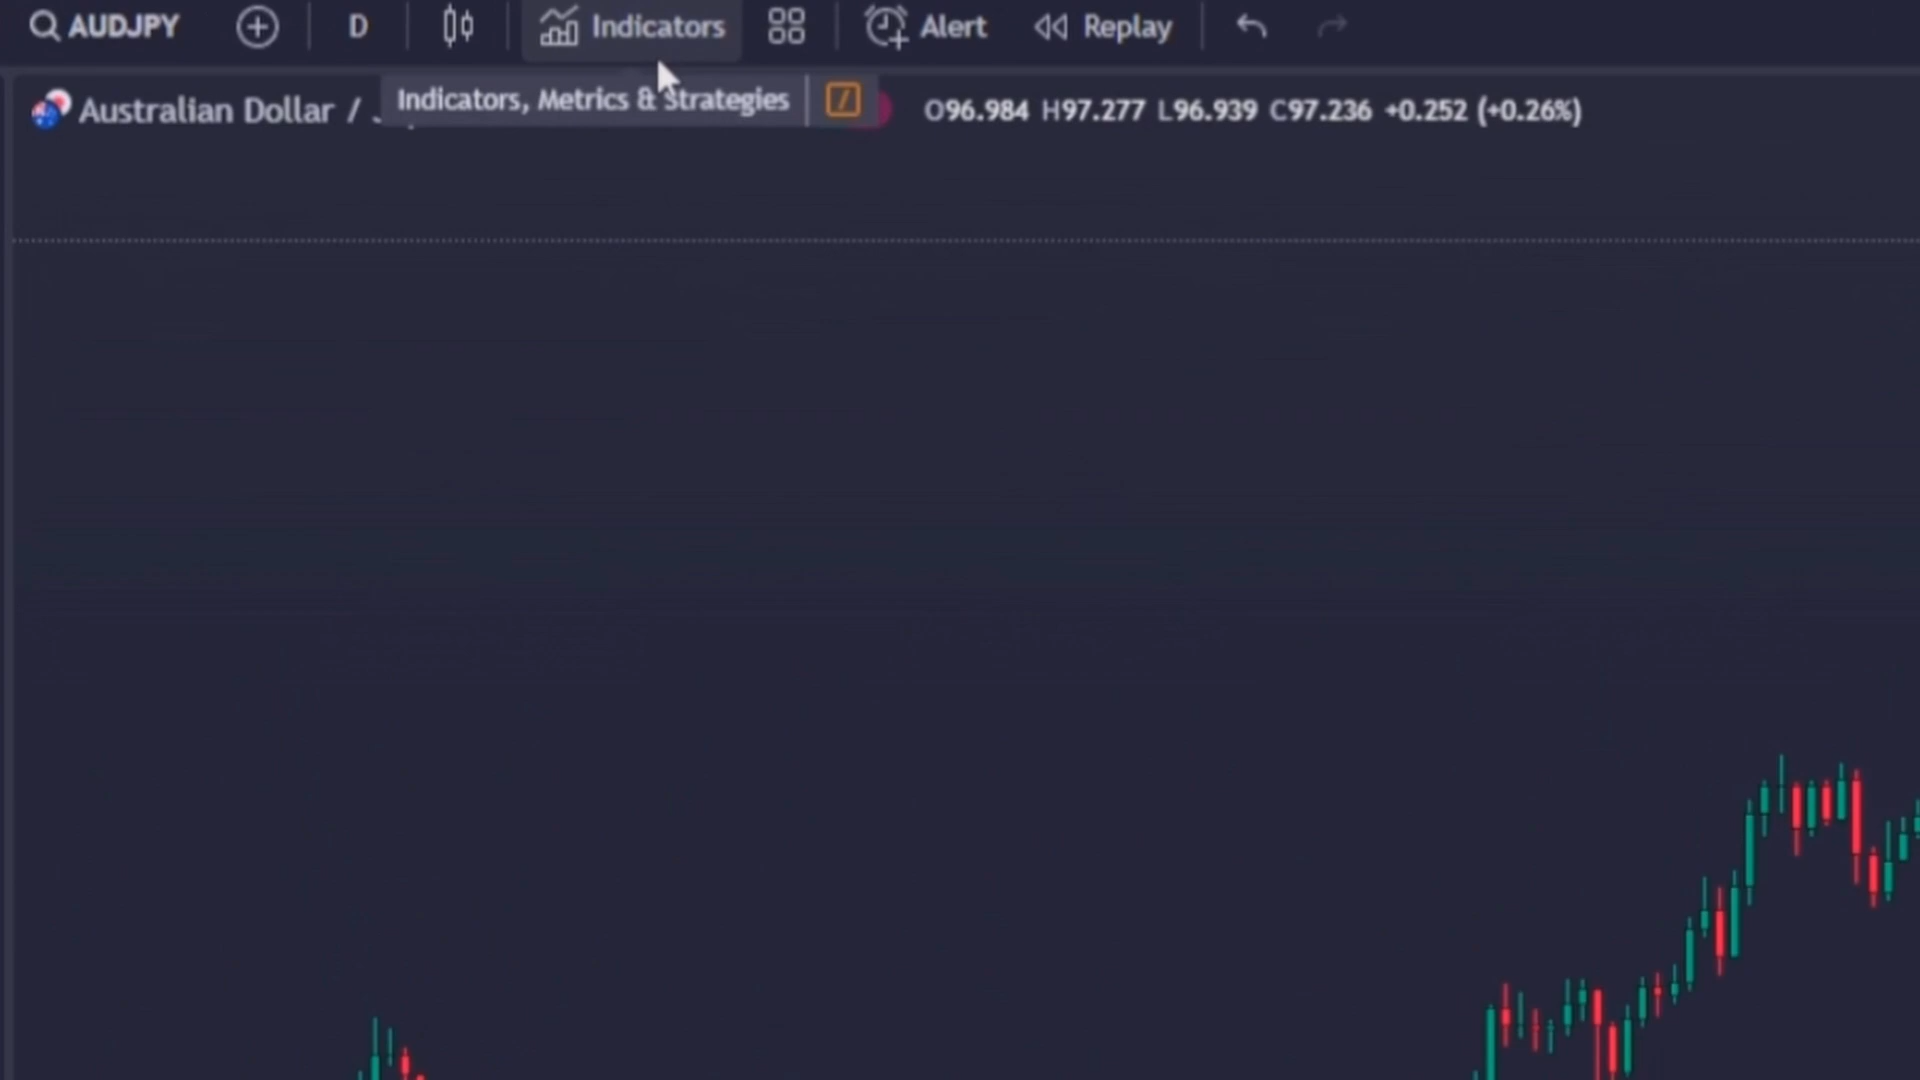 AUDJPY D Indicators Alert Replay
Indicators, Metrics & Strategies /
Australian Dollar / O96.984 H97.277 L96.939 C97.236 +0.252 (+0.26%)